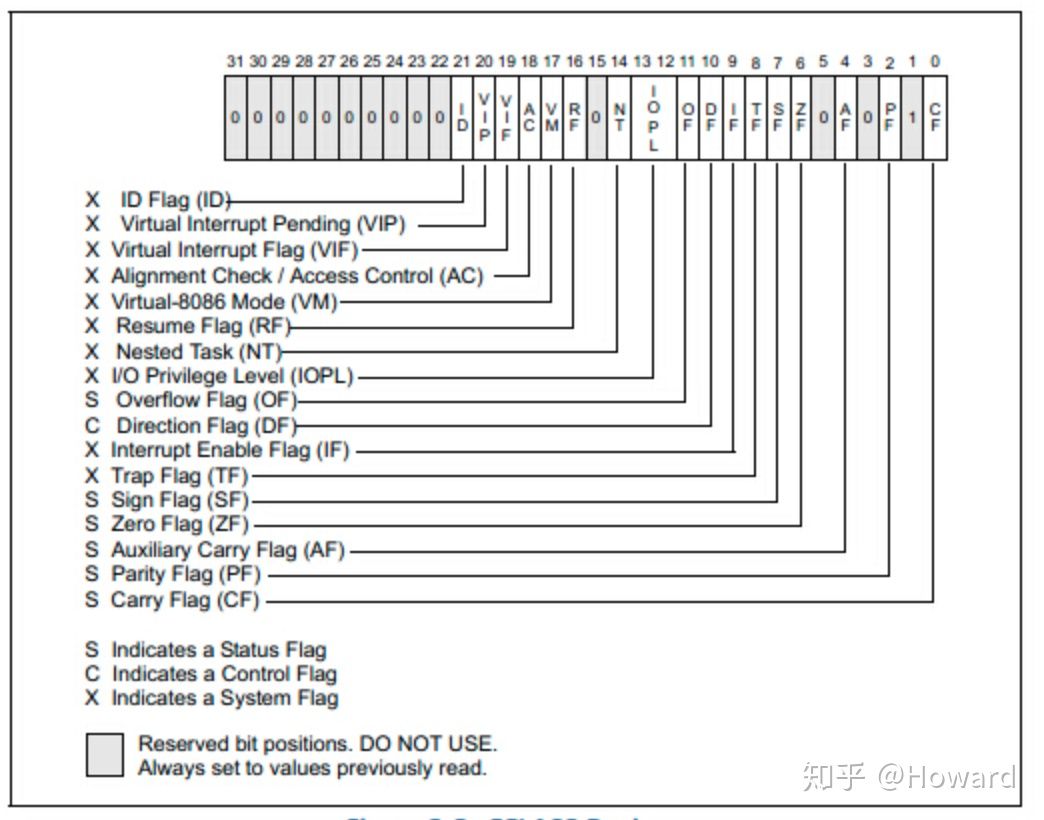 31 30 29 28 27 26 25 24 23 22 21 20 19 18 17 16 15 14 13 12 11 10 9 8 7 6 5 4 3 2 1 0
0 0 0 0 0 0 0 0 0 0 ID VIP VIF AC VM RF 0 NT IOPL OF DF IF TF SF ZF 0 AF 0 PF 1 CF
X ID Flag (ID)
X Virtual Interrupt Pending (VIP)
X Virtual Interrupt Flag (VIF)
X Alignment Check / Access Control (AC)
X Virtual-8086 Mode (VM)
X Resume Flag (RF)
X Nested Task (NT)
X I/O Privilege Level (IOPL)
S Overflow Flag (OF)
C Direction Flag (DF)
X Interrupt Enable Flag (IF)
X Trap Flag (TF)
S Sign Flag (SF)
S Zero Flag (ZF)
S Auxiliary Carry Flag (AF)
S Parity Flag (PF)
S Carry Flag (CF)
S Indicates a Status Flag
C Indicates a Control Flag
X Indicates a System Flag
Reserved bit positions. DO NOT USE.
Always set to values previously read.
知乎 @Howard